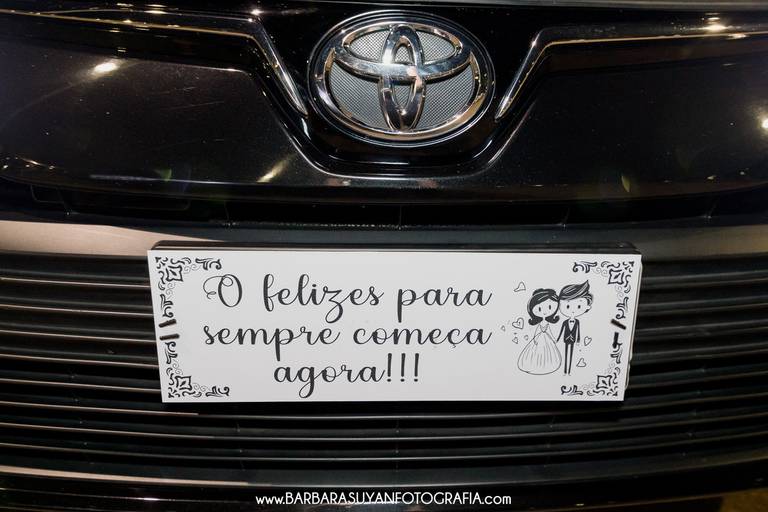 O felizes para
sempre começa
agora!!!
www.BARBARASUYANFOTOGRAFIA.com